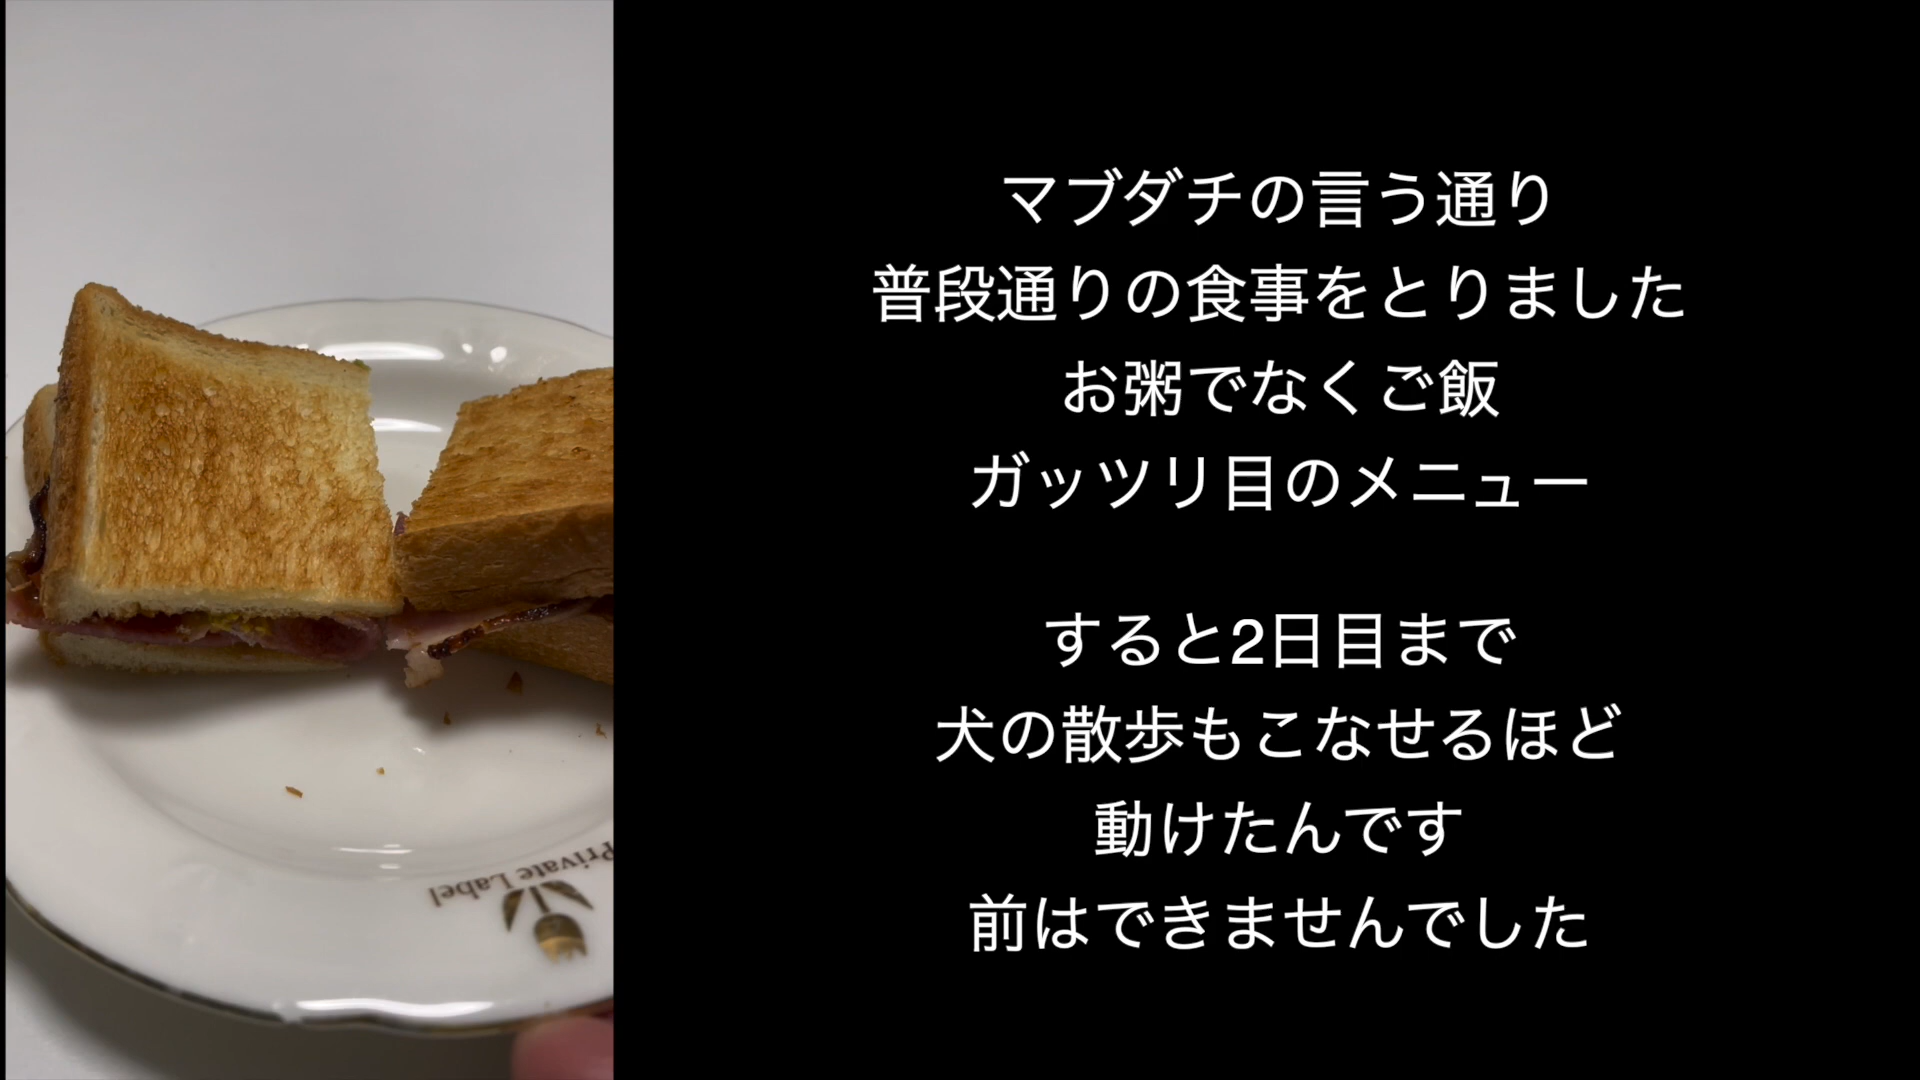 マブダチの言う通り
普段通りの食事をとりました
お粥でなくご飯
ガッツリ目のメニュー
すると2日目まで
犬の散歩もこなせるほど
動けたんです
前はできませんでした
Private Label